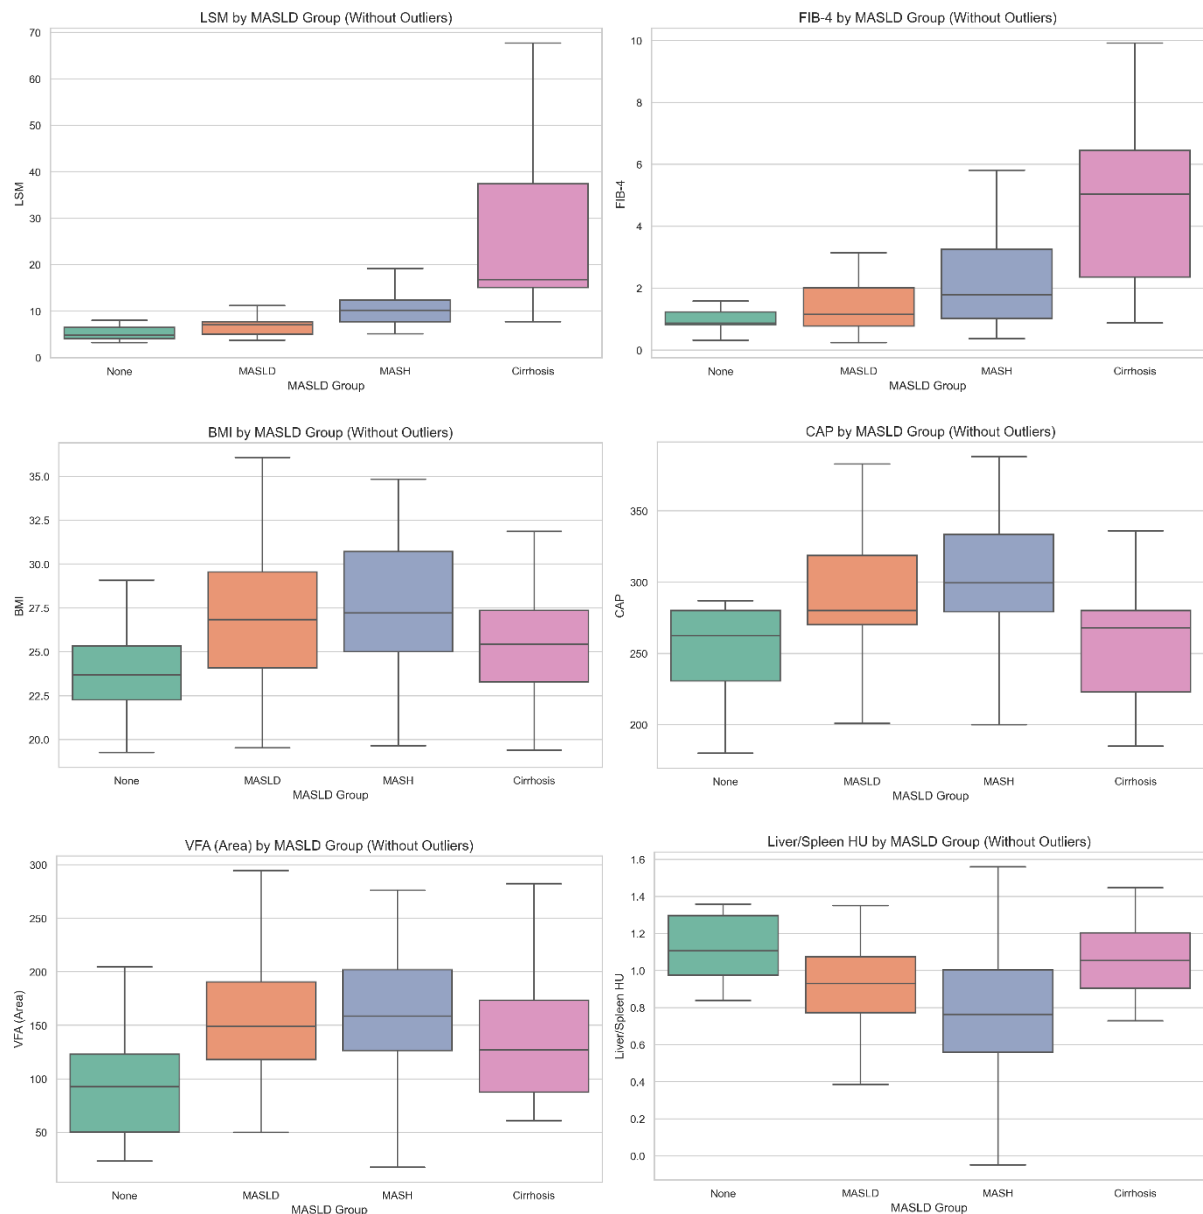 LSM by MASLD Group (Without Outliers)
70
60
50
40
30
20
10
0
LSM
None MASLD MASH Cirrhosis
MASLD Group
FIB-4 by MASLD Group (Without Outliers)
10
8
6
4
2
0
FIB-4
None MASLD MASH Cirrhosis
MASLD Group
BMI by MASLD Group (Without Outliers)
35.0
32.5
30.0
27.5
25.0
22.5
20.0
BMI
None MASLD MASH Cirrhosis
MASLD Group
CAP by MASLD Group (Without Outliers)
350
300
250
200
CAP
None MASLD MASH Cirrhosis
MASLD Group
VFA (Area) by MASLD Group (Without Outliers)
300
250
200
150
100
50
VFA (Area)
None MASLD MASH Cirrhosis
MASLD Group
Liver/Spleen HU by MASLD Group (Without Outliers)
1.6
1.4
1.2
1.0
0.8
0.6
0.4
0.2
0.0
Liver/Spleen HU
None MASLD MASH Cirrhosis
MASLD Group